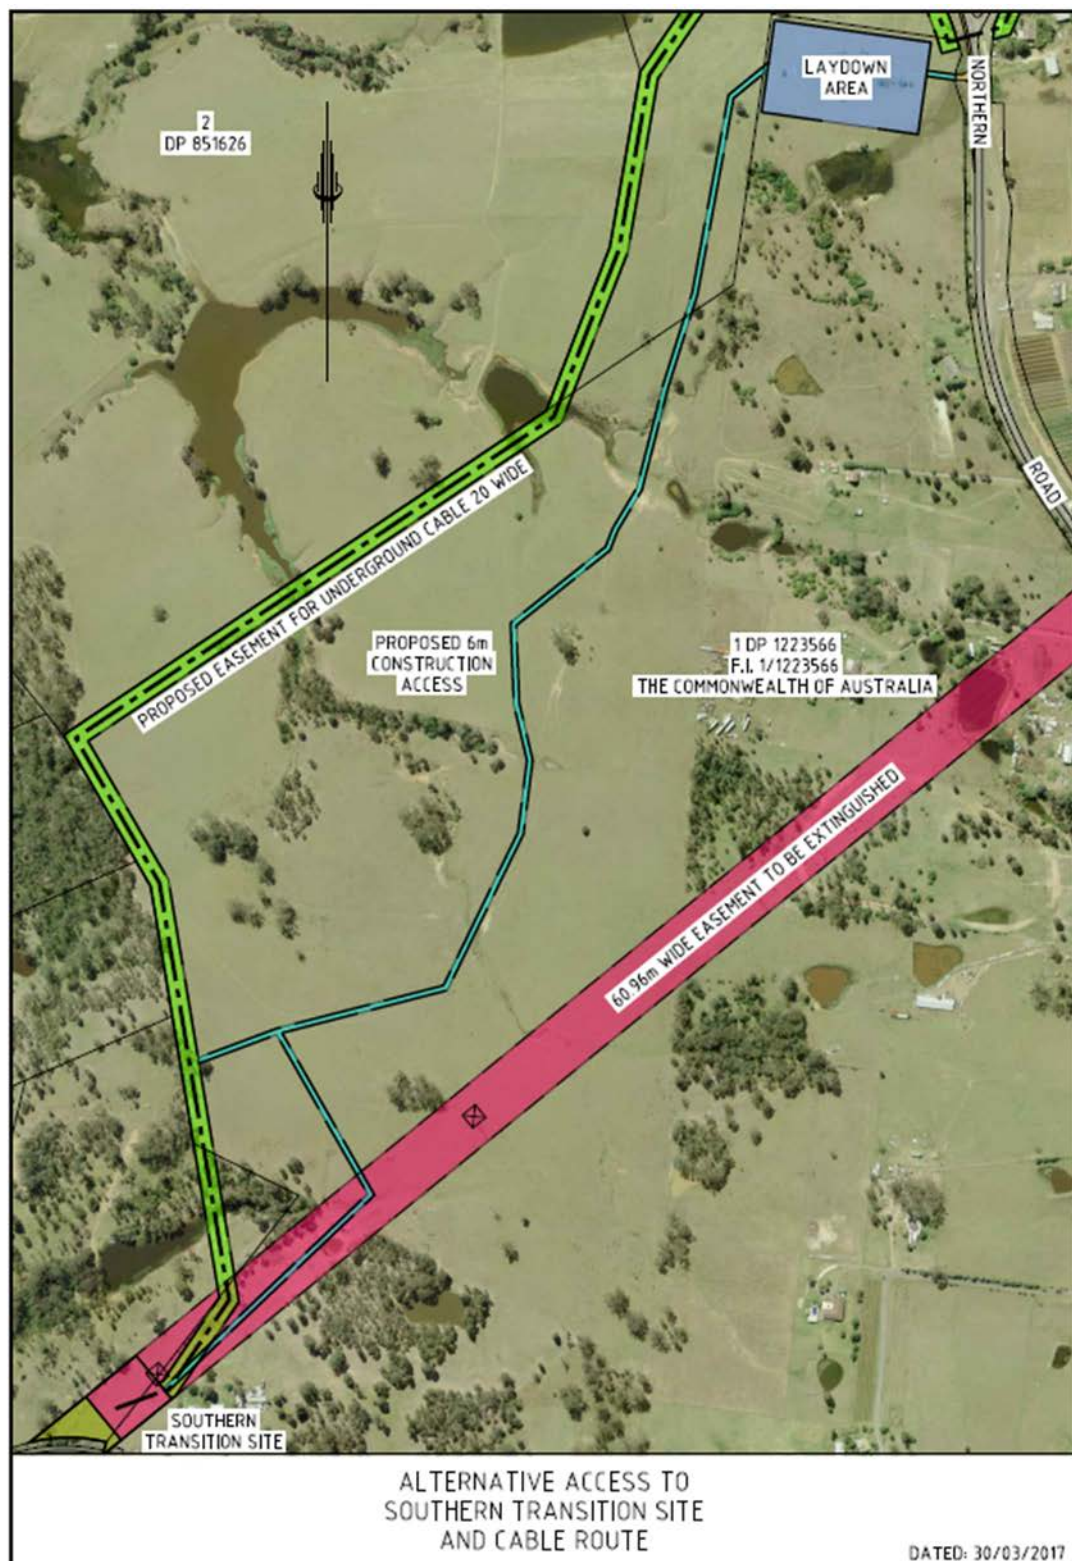 LAYDOWN
AREA
NORTHERN
2
DP 851626
ROAD
PROPOSED EASEMENT FOR UNDERGROUND CABLE 20 WIDE
PROPOSED 6m
CONSTRUCTION
ACCESS
1 DP 1223566
F.I. 1/1223566
THE COMMONWEALTH OF AUSTRALIA
60.96m WIDE EASEMENT TO BE EXTINGUISHED
SOUTHERN
TRANSITION SITE
ALTERNATIVE ACCESS TO
SOUTHERN TRANSITION SITE
AND CABLE ROUTE
DATED: 30/03/2017